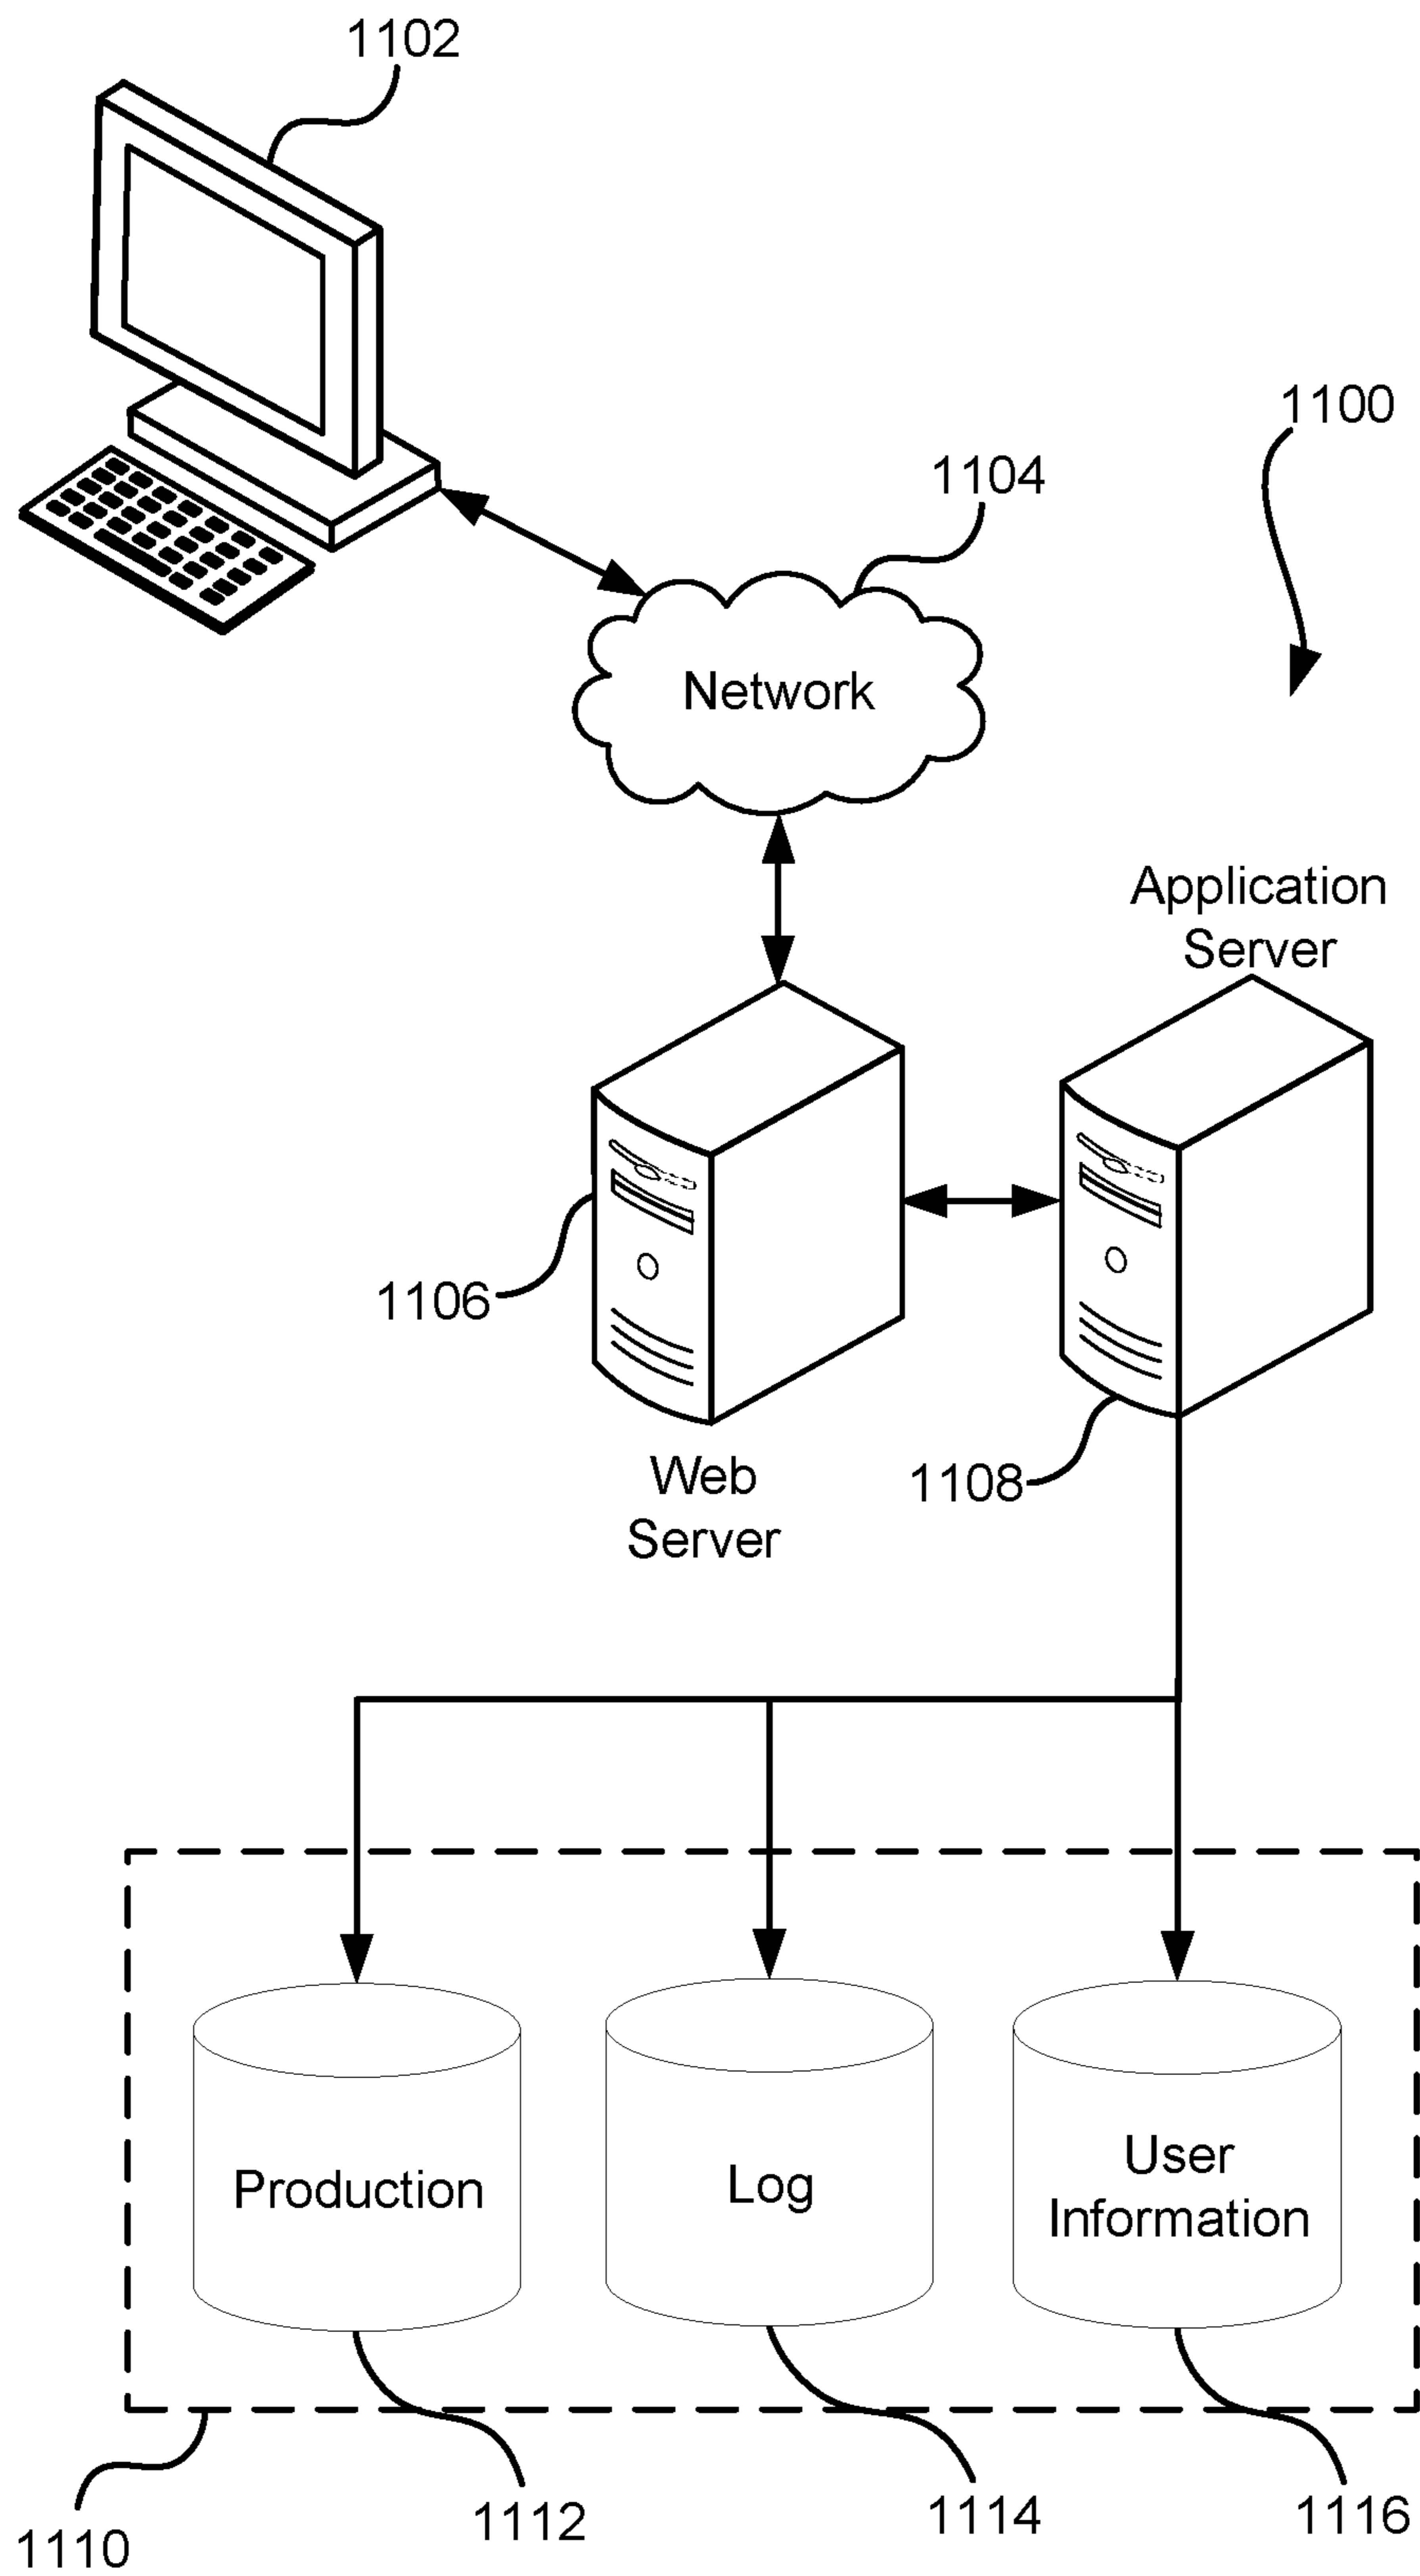 1102
1100
1104
Network
Application
Server
1106
Web
Server
1108
Production
Log
User
Information
1110
1112
1114
1116